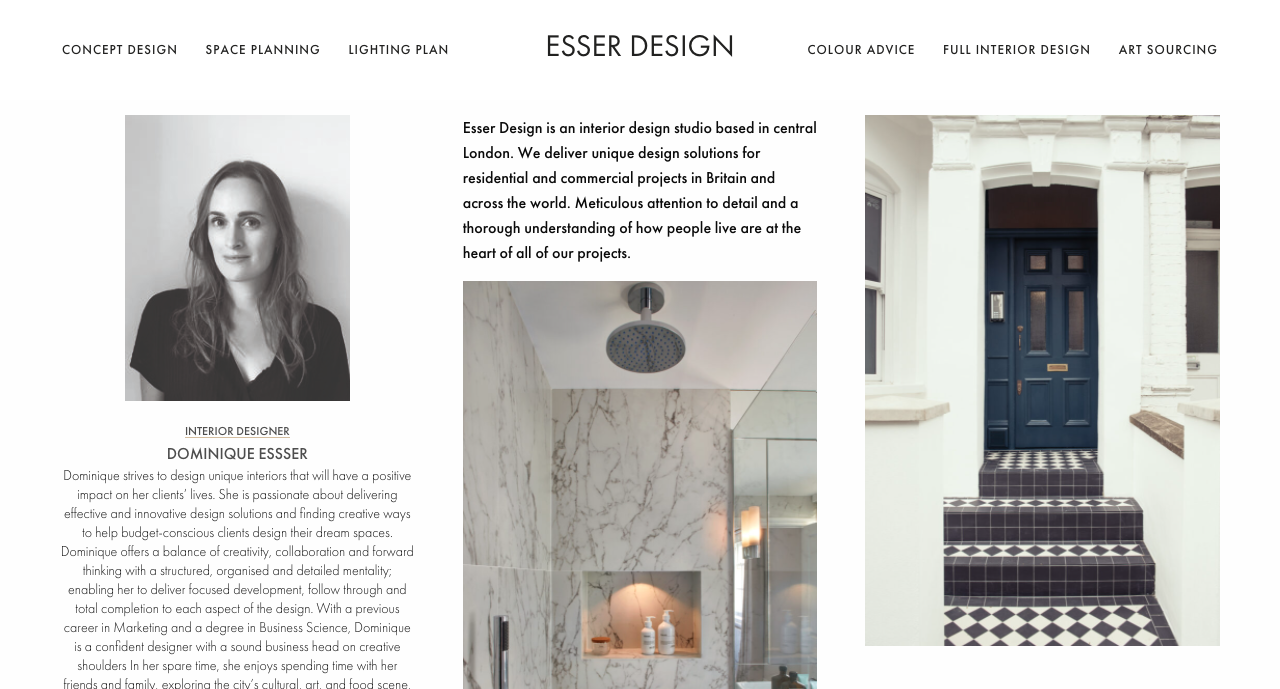 CONCEPT DESIGN
SPACE PLANNING
LIGHTING PLAN
ESSER DESIGN
COLOUR ADVICE
FULL INTERIOR DESIGN
ART SOURCING
INTERIOR DESIGNER
DOMINIQUE ESSSER
Dominique strives to design unique interiors that will have a positive
impact on her clients’ lives. She is passionate about delivering
effective and innovative design solutions and finding creative ways
to help budget-conscious clients design their dream spaces.
Dominique offers a balance of creativity, collaboration and forward
thinking with a structured, organised and detailed mentality;
enabling her to deliver focused development, follow through and
total completion to each aspect of the design. With a previous
career in Marketing and a degree in Business Science, Dominique
is a confident designer with a sound business head on creative
shoulders In her spare time, she enjoys spending time with her
friends and family, exploring the city’s cultural, art, and food scene.
Esser Design is an interior design studio based in central
London. We deliver unique design solutions for
residential and commercial projects in Britain and
across the world. Meticulous attention to detail and a
thorough understanding of how people live are at the
heart of all of our projects.